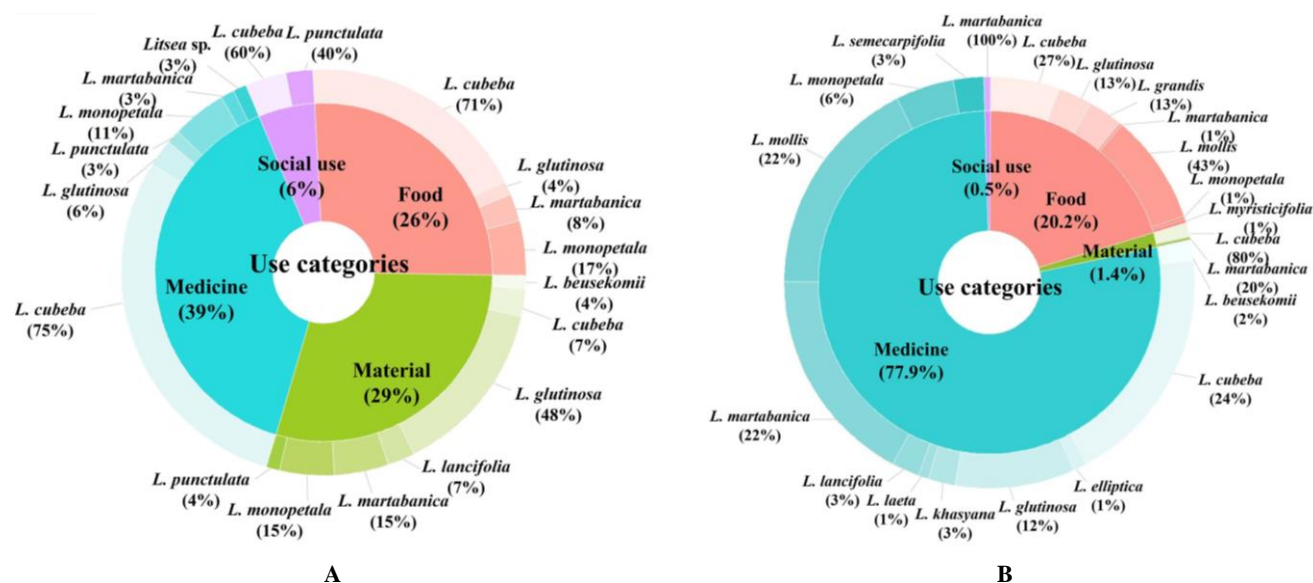 L. cubeba
(60%)
L. punctulata
(40%)
Litsea sp.
(3%)
L. martabanica
(3%)
L. monopetala
(11%)
L. punctulata
(3%)
L. glutinosa
(6%)
L. cubeba
(75%)
L. cubeba
(71%)
L. glutinosa
(4%)
L. martabanica
(8%)
L. monopetala
(17%)
L. beusekomii
(4%)
L. cubeba
(7%)
L. glutinosa
(48%)
L. lancifolia
(7%)
L. martabanica
(15%)
L. monopetala
(15%)
L. punctulata
(4%)
Social use
(6%)
Food
(26%)
Use categories
Medicine
(39%)
Material
(29%)
A
L. martabanica
(100%)
L. semecarpifolia
(3%)
L. monopetala
(6%)
L. mollis
(22%)
L. cubeba
(27%)
L. glutinosa
(13%)
L. grandis
(13%)
L. martabanica
(1%)
L. mollis
(43%)
L. monopetala
(1%)
L. myristicifolia
(1%)
L. cubeba
(80%)
L. martabanica
(20%)
L. beusekomii
(2%)
L. cubeba
(24%)
L. elliptica
(1%)
L. glutinosa
(12%)
L. khasyana
(3%)
L. laeta
(1%)
L. lancifolia
(3%)
L. martabanica
(22%)
Social use
(0.5%)
Food
(20.2%)
Material
(1.4%)
Use categories
Medicine
(77.9%)
B